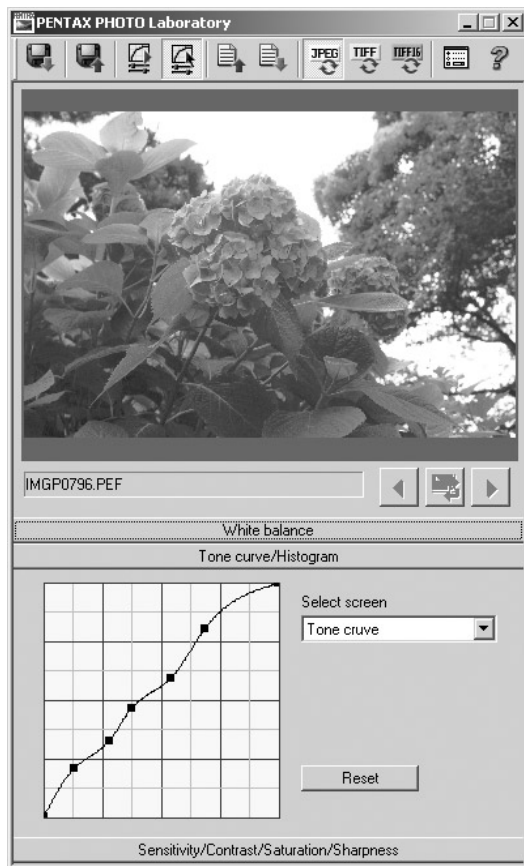 PENTAX PHOTO Laboratory
JPEG TIFF TIFF16 ?
IMGP0796.PEF
White balance
Tone curve/Histogram
Select screen
Tone cruve
Reset
Sensitivity/Contrast/Saturation/Sharpness